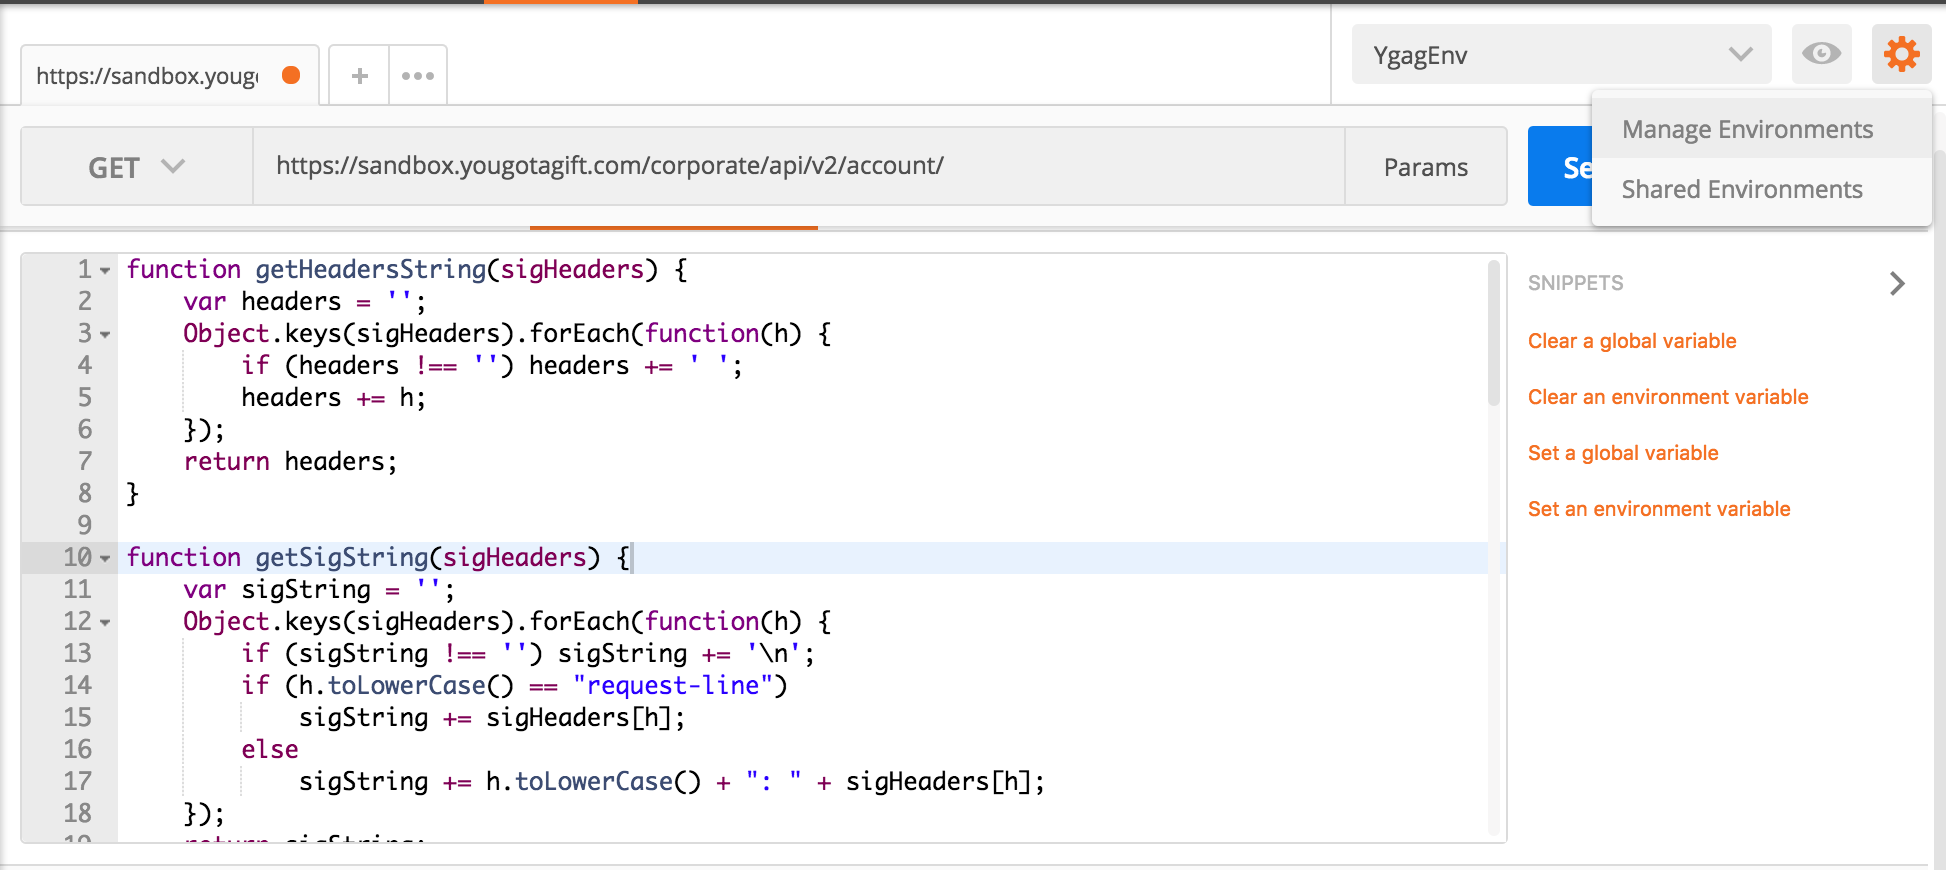 https://sandbox.youg
YgagEnv
Manage Environments
Shared Environments
GET
https://sandbox.yougotagift.com/corporate/api/v2/account/
Params
Se
1 function getHeadersString(sigHeaders) {
2 var headers = '';
3 Object.keys(sigHeaders).forEach(function(h) {
4 if (headers !== '') headers += ' ';
5 headers += h;
6 });
7 return headers;
8 }
9
10 function getSigString(sigHeaders) {
11 var sigString = '';
12 Object.keys(sigHeaders).forEach(function(h) {
13 if (sigString !== '') sigString += '\n';
14 if (h.toLowerCase() == "request-line")
15 sigString += sigHeaders[h];
16 else
17 sigString += h.toLowerCase() + ": " + sigHeaders[h];
18 });
19 return sigString;
SNIPPETS
Clear a global variable
Clear an environment variable
Set a global variable
Set an environment variable